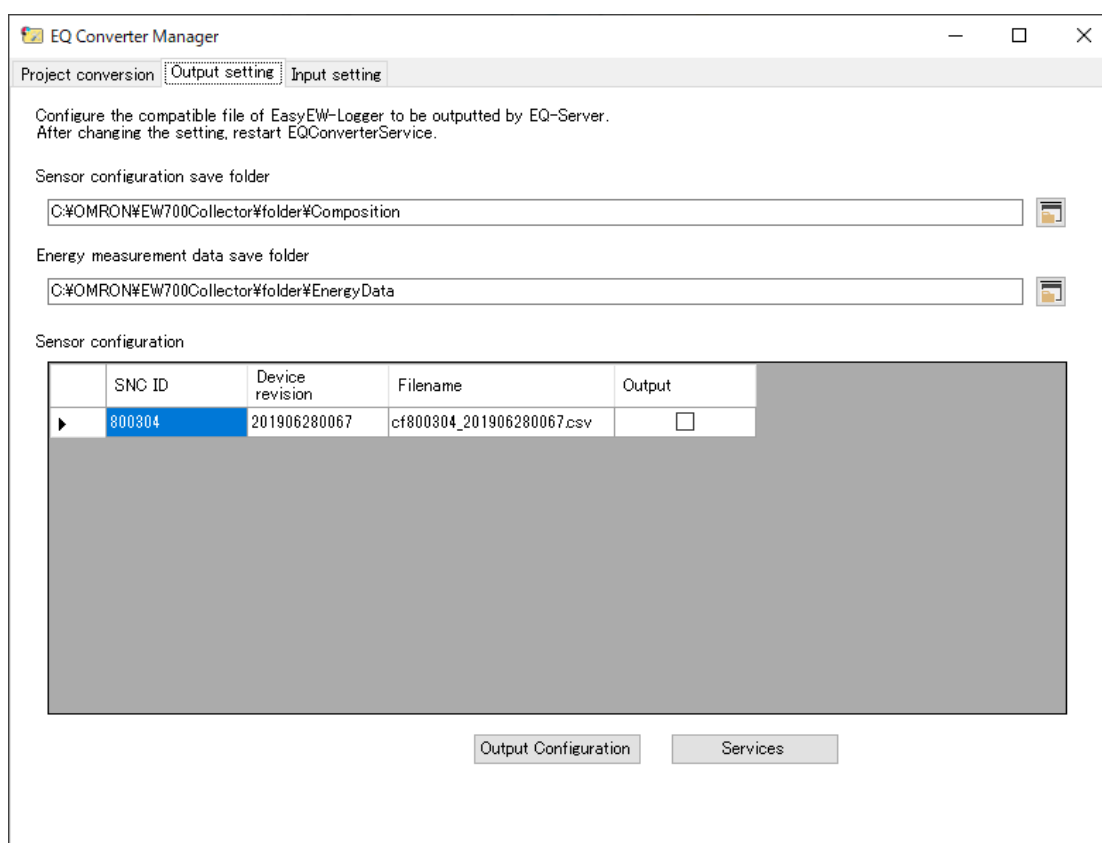 EQ Converter Manager
Project conversion Output setting Input setting
Configure the compatible file of EasyEW-Logger to be outputted by EQ-Server.
After changing the setting, restart EQConverterService.
Sensor configuration save folder
C:¥OMRON¥EW700Collector¥folder¥Composition
Energy measurement data save folder
C:¥OMRON¥EW700Collector¥folder¥EnergyData
Sensor configuration
SNC ID Device revision Filename Output
800304 201906280067 cf800304_201906280067.csv
Output Configuration Services